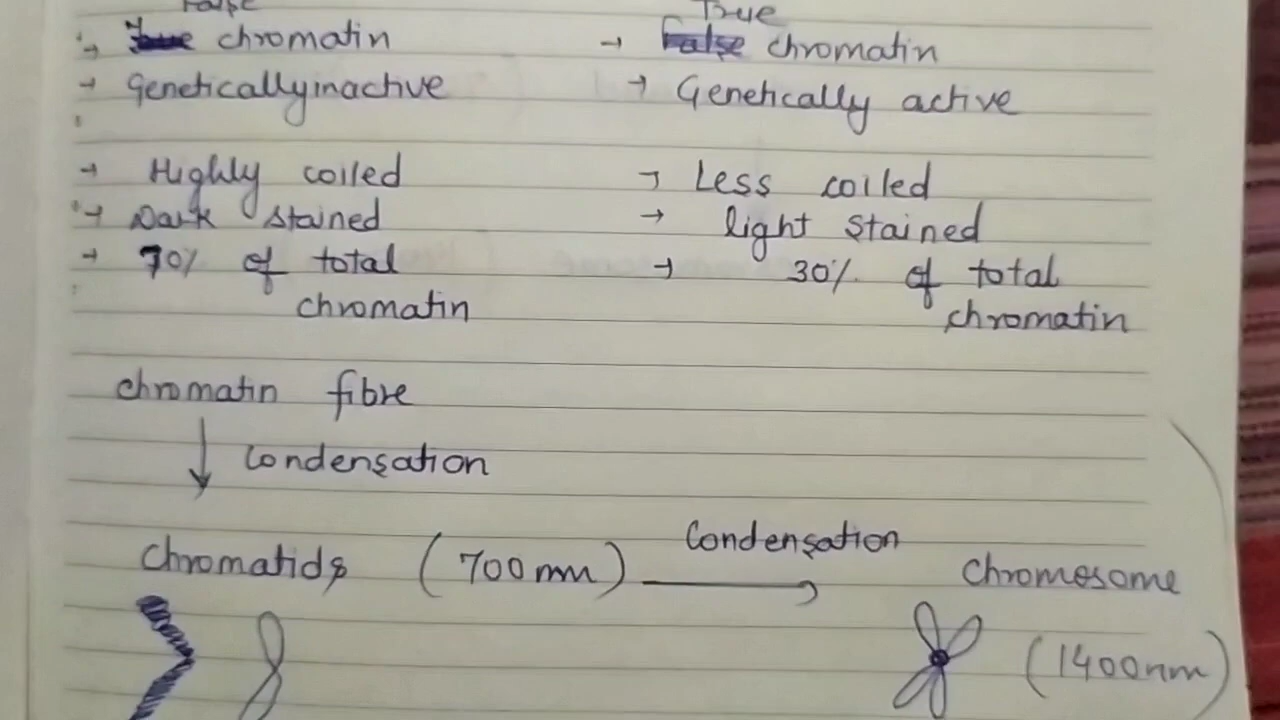 False True
True chromatin → False chromatin
→ Genetically inactive → Genetically active
→ Highly coiled → Less coiled
→ Dark stained → light stained
→ 70% of total → 30% of total
chromatin chromatin
chromatin fibre
↓ Condensation
Chromatids (700nm) Condensation → Chromosome
(1400nm)